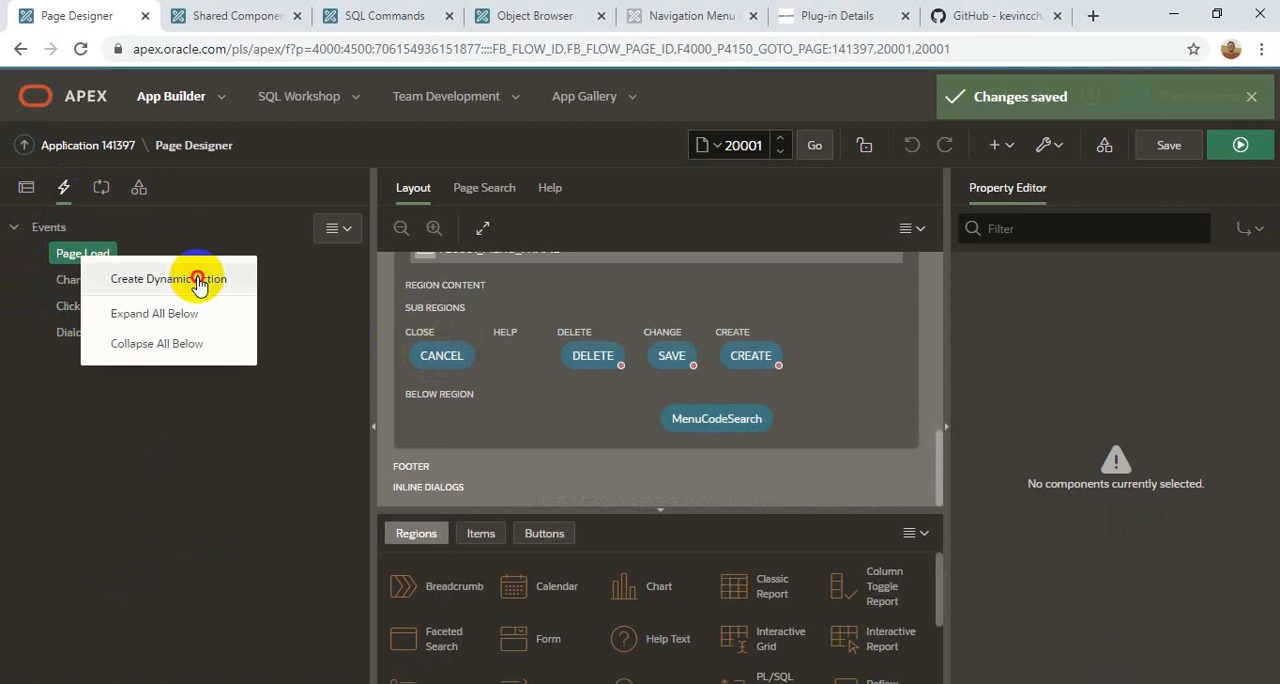 Page Designer
Shared Componer
SQL Commands
Object Browser
Navigation Menu
Plug-in Details
GitHub - kevincch
apex.oracle.com/pls/apex/f?p=4000:4500:706154936151877::::FB_FLOW_ID,FB_FLOW_PAGE_ID,F4000_P4150_GOTO_PAGE:141397,20001,20001
APEX
App Builder
SQL Workshop
Team Development
App Gallery
Changes saved
Application 141397 \ Page Designer
20001
Go
Save
Layout
Page Search
Help
Property Editor
Events
Filter
Page Load
Create Dynamic Action
Expand All Below
Collapse All Below
REGION CONTENT
SUB REGIONS
CLOSE
HELP
DELETE
CHANGE
CREATE
CANCEL
DELETE
SAVE
CREATE
BELOW REGION
MenuCodeSearch
FOOTER
INLINE DIALOGS
No components currently selected.
Regions
Items
Buttons
Breadcrumb
Calendar
Chart
Classic
Report
Column
Toggle
Report
Faceted
Search
Form
Help Text
Interactive
Grid
Interactive
Report
PL/SQL